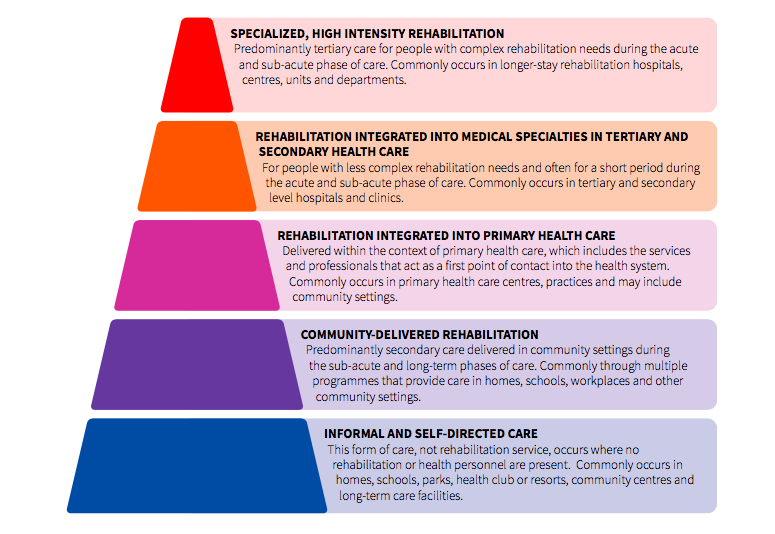 SPECIALIZED, HIGH INTENSITY REHABILITATION
Predominantly tertiary care for people with complex rehabilitation needs during the acute
and sub-acute phase of care. Commonly occurs in longer-stay rehabilitation hospitals,
centres, units and departments.
REHABILITATION INTEGRATED INTO MEDICAL SPECIALTIES IN TERTIARY AND
SECONDARY HEALTH CARE
For people with less complex rehabilitation needs and often for a short period during
the acute and sub-acute phase of care. Commonly occurs in tertiary and secondary
level hospitals and clinics.
REHABILITATION INTEGRATED INTO PRIMARY HEALTH CARE
Delivered within the context of primary health care, which includes the services
and professionals that act as a first point of contact into the health system.
Commonly occurs in primary health care centres, practices and may include
community settings.
COMMUNITY-DELIVERED REHABILITATION
Predominantly secondary care delivered in community settings during
the sub-acute and long-term phases of care. Commonly through multiple
programmes that provide care in homes, schools, workplaces and other
community settings.
INFORMAL AND SELF-DIRECTED CARE
This form of care, not rehabilitation service, occurs where no
rehabilitation or health personnel are present. Commonly occurs in
homes, schools, parks, health club or resorts, community centres and
long-term care facilities.